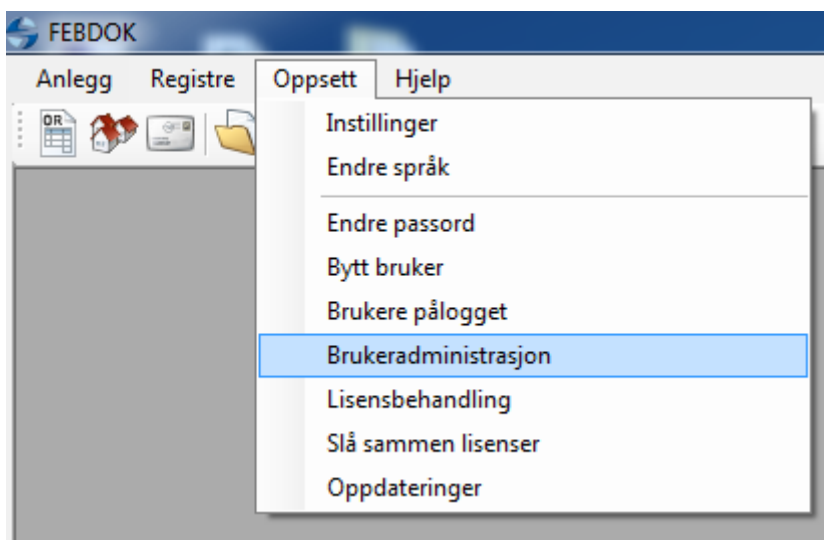 FEBDOK
Anlegg Registre Oppsett Hjelp
OR
Instillinger
Endre språk
Endre passord
Bytt bruker
Brukere pålogget
Brukeradministrasjon
Lisensbehandling
Slå sammen lisenser
Oppdateringer